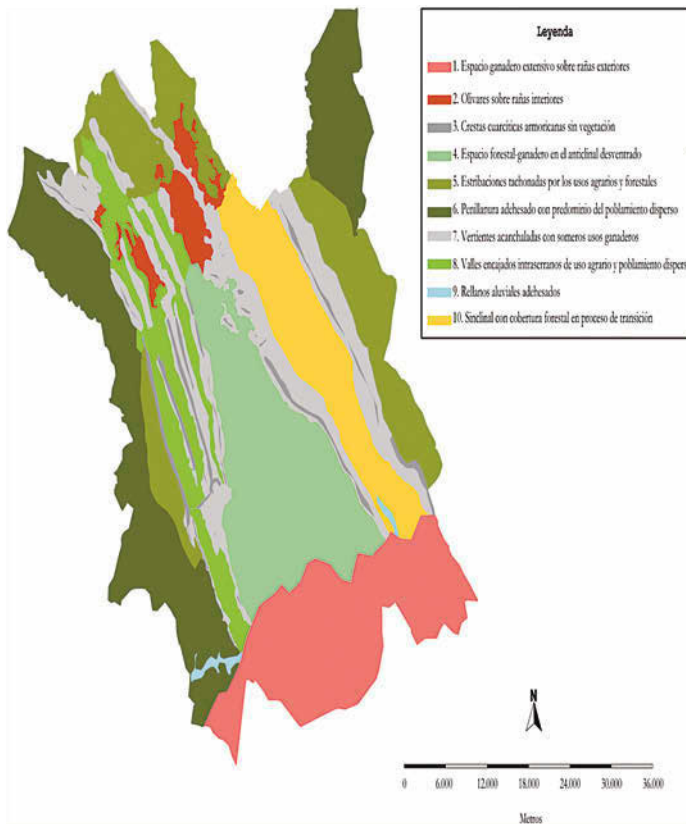 Leyenda
1. Espacio ganadero extensivo sobre rañas exteriores
2. Olivares sobre rañas interiores
3. Crestas cuarcíticas armoricanas sin vegetación
4. Espacio forestal-ganadero en el anticlinal desventrado
5. Estribaciones tachonadas por los usos agrarios y forestales
6. Penillanura adehesado con predominio del poblamiento disperso
7. Vertientes acanchaladas con someros usos ganaderos
8. Valles encajados intraserranos de uso agrario y poblamiento dispers
9. Rellanos aluviales adehesados
10. Sinclinal con cobertura forestal en proceso de transición
N
0 6.000 12.000 18.000 24.000 30.000 36.000
Metros